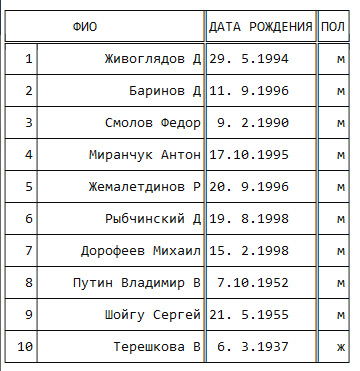 ФИО ДАТА РОЖДЕНИЯ ПОЛ
1 Живоглядов Д 29. 5.1994 м
2 Баринов Д 11. 9.1996 м
3 Смолов Федор 9. 2.1990 м
4 Миранчук Антон 17.10.1995 м
5 Жемалетдинов Р 20. 9.1996 м
6 Рыбчинский Д 19. 8.1998 м
7 Дорофеев Михаил 15. 2.1998 м
8 Путин Владимир В 7.10.1952 м
9 Шойгу Сергей 21. 5.1955 м
10 Терешкова В 6. 3.1937 ж